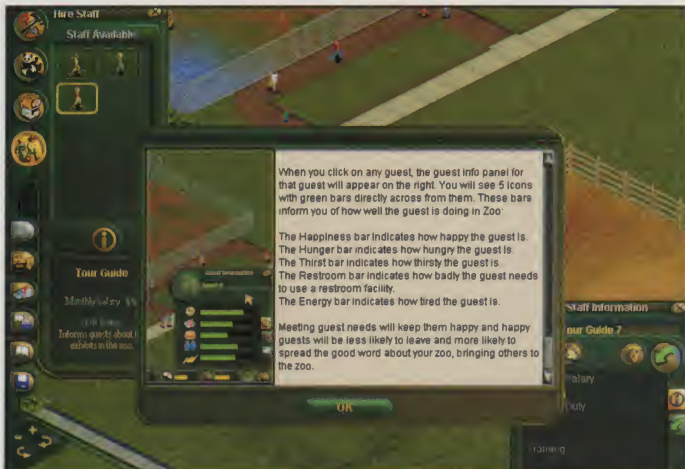 Hire Staff
Staff Available
When you click on any guest, the guest info panel for
that guest will appear on the right. You will see 5 icons
with green bars directly across from them. These bars
inform you of how well the guest is doing in Zoo
The Happiness bar indicates how happy the guest is.
The Hunger bar indicates how hungry the guest is.
The Thirst bar indicates how thirsty the guest is
The Restroom bar indicates how badly the guest needs
to use a restroom facility.
The Energy bar indicates how tired the guest is.
Meeting guest needs will keep them happy and happy
guests will be less likely to leave and more likely to
spread the good word about your zoo, bringing others to
the zoo.
OK
Tour Guide
Monthly Salary
Informs guests about
exhibits in the zoo.
Guest Information
Staff Information
our Guide 7
alary
Duty
Training